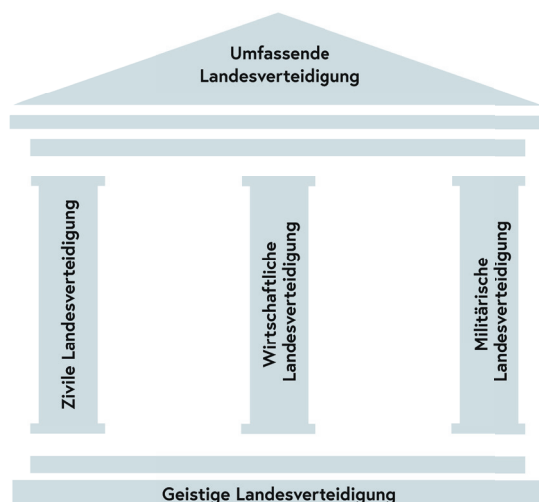 Umfassende
Landesverteidigung
Zivile Landesverteidigung
Wirtschaftliche
Landesverteidigung
Militärische
Landesverteidigung
Geistige Landesverteidigung